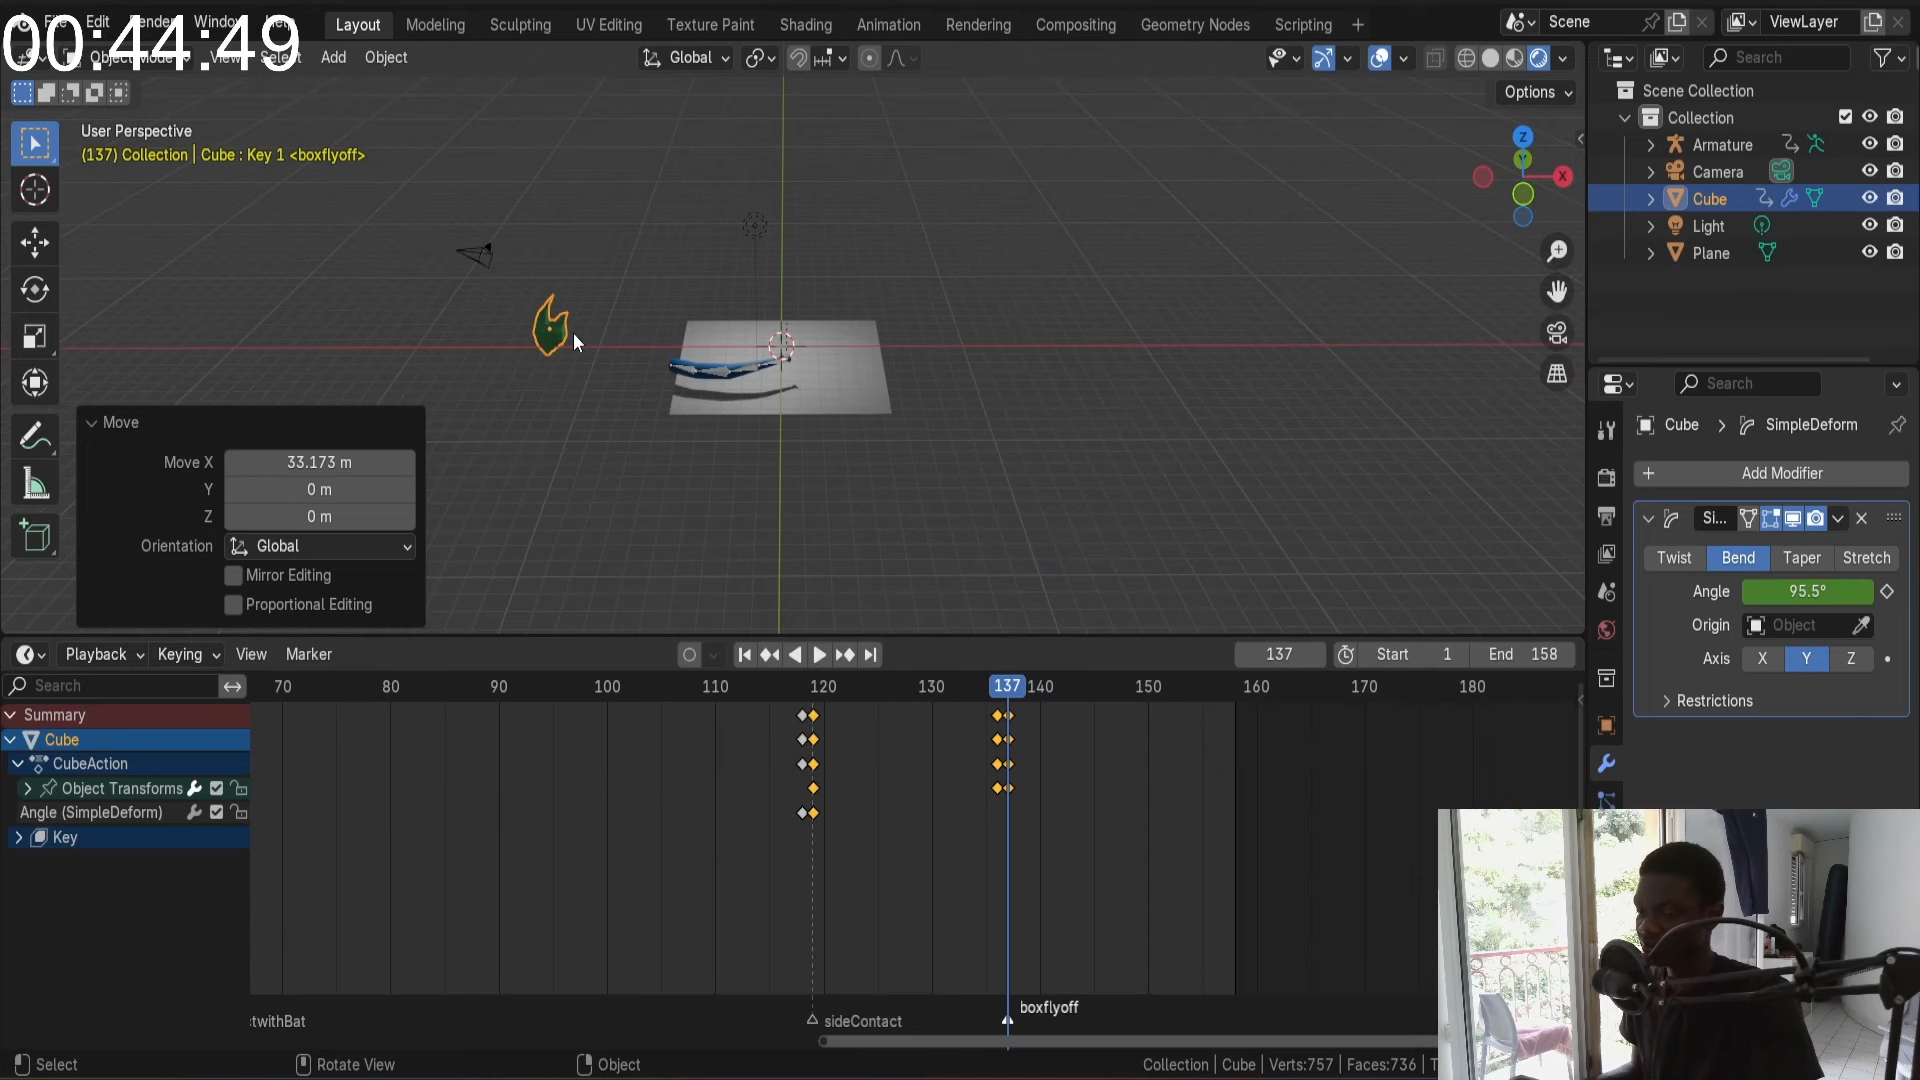 00:44:49
Layout Modeling Sculpting UV Editing Texture Paint Shading Animation Rendering Compositing Geometry Nodes Scripting
Scene
ViewLayer
Add
Object
Global
Options
User Perspective
(137) Collection | Cube : Key 1 <boxflyoff>
Z
Y
X
Search
Scene Collection
Collection
Armature
Camera
Cube
Light
Plane
Move
Move X 33.173 m
Y 0 m
Z 0 m
Orientation Global
Mirror Editing
Proportional Editing
Search
Cube > SimpleDeform
Add Modifier
Si...
Twist Bend Taper Stretch
Angle 95.5°
Origin Object
Axis X Y Z
Restrictions
Playback Keying View Marker
137 Start 1 End 158
Search
70 80 90 100 110 120 130 137 140 150 160 170 180
Summary
Cube
CubeAction
Object Transforms
Angle (SimpleDeform)
Key
twithBat
sideContact
boxflyoff
Select Rotate View Object
Collection | Cube | Verts:757 | Faces:736 | T